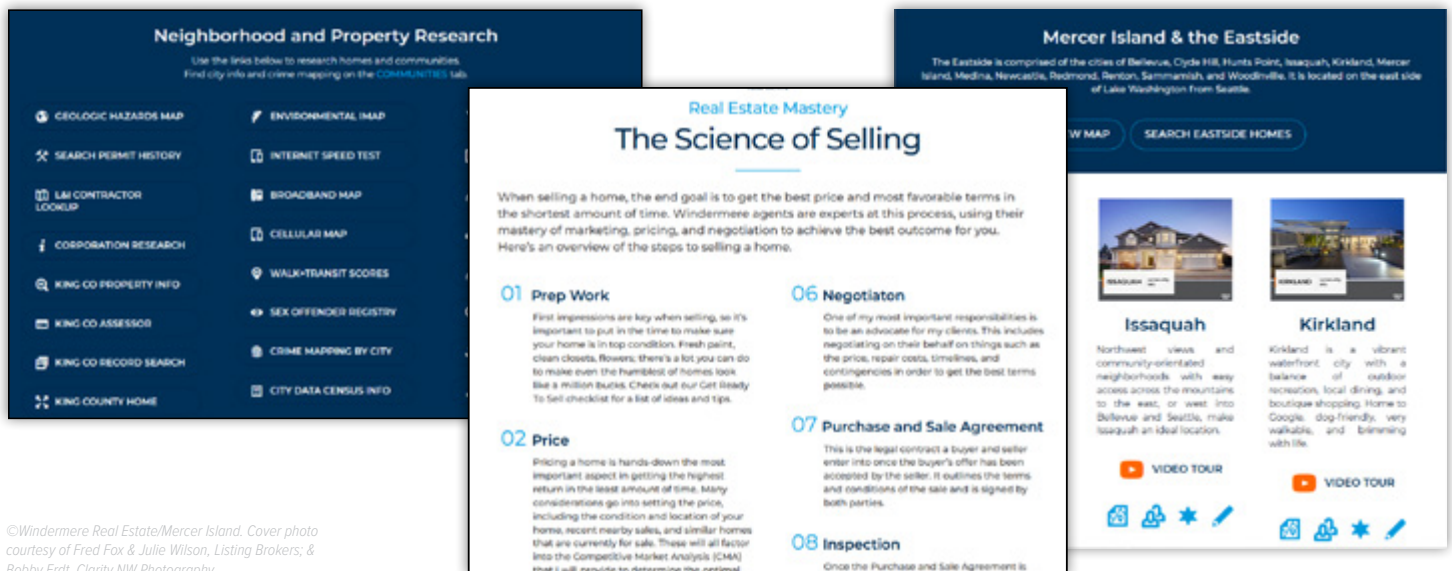 Neighborhood and Property Research
Use the links below to research homes and communities.
Find city info and crime mapping on the COMMUNITIES tab.
GEOLOGIC HAZARDS MAP
SEARCH PERMIT HISTORY
L&I CONTRACTOR
LOOKUP
CORPORATION RESEARCH
KING CO PROPERTY INFO
KING CO ASSESSOR
KING CO RECORD SEARCH
KING COUNTY HOME
ENVIRONMENTAL IMAP
INTERNET SPEED TEST
BROADBAND MAP
CELLULAR MAP
WALK+TRANSIT SCORES
SEX OFFENDER REGISTRY
CRIME MAPPING BY CITY
CITY DATA CENSUS INFO
Real Estate Mastery
The Science of Selling
When selling a home, the end goal is to get the best price and most favorable terms in
the shortest amount of time. Windermere agents are experts at this process, using their
mastery of marketing, pricing, and negotiation to achieve the best outcome for you.
Here's an overview of the steps to selling a home.
01 Prep Work
First impressions are key when selling, so it's
important to put in the time to make sure
your home is in top condition. Fresh paint,
clean closets, flowers; there's a lot you can do
to make even the humblest of homes look
like a million bucks. Check out our Get Ready
To Sell checklist for a list of ideas and tips.
02 Price
Pricing a home is hands-down the most
important aspect in getting the highest
return in the least amount of time. Many
considerations go into setting the price,
including the condition and location of your
home, recent nearby sales, and similar homes
that are currently for sale. These will all factor
into the Competitive Market Analysis (CMA)
that I will provide to determine the optimal
06 Negotiaton
One of my most important responsibilities is
to be an advocate for my clients. This includes
negotiating on their behalf on things such as
the price, repair costs, timelines, and
contingencies in order to get the best terms
possible.
07 Purchase and Sale Agreement
This is the legal contract a buyer and seller
enter into once the buyer's offer has been
accepted by the seller. It outlines the terms
and conditions of the sale and is signed by
both parties.
08 Inspection
Once the Purchase and Sale Agreement is
Mercer Island & the Eastside
The Eastside is comprised of the cities of Bellevue, Clyde Hill, Hunts Point, Issaquah, Kirkland, Mercer
Island, Medina, Newcastle, Redmond, Renton, Sammamish, and Woodinville. It is located on the east side
of Lake Washington from Seattle.
W MAP
SEARCH EASTSIDE HOMES
ISSAQUAH
KIRKLAND
Issaquah
Northwest views and
community-orientated
neighborhoods with easy
access across the mountains
to the east, or west into
Bellevue and Seattle, make
Issaquah an ideal location.
VIDEO TOUR
Kirkland
Kirkland is a vibrant
waterfront city with a
balance of outdoor
recreation, local dining, and
boutique shopping. Home to
Google, dog-friendly, very
walkable, and brimming
with life.
VIDEO TOUR
©Windermere Real Estate/Mercer Island. Cover photo
courtesy of Fred Fox & Julie Wilson, Listing Brokers; &
Bobby Erdt, Clarity NW Photography